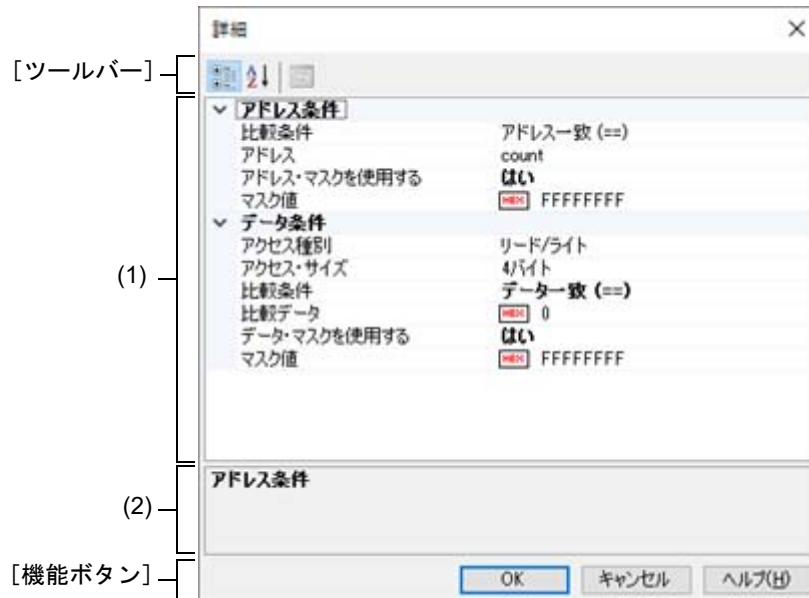 詳細
[ツールバー]
(1)
アドレス条件
比較条件 アドレス一致 (==)
アドレス count
アドレス・マスクを使用する はい
マスク値 HEX FFFFFFFF
データ条件
アクセス種別 リード/ライト
アクセス・サイズ 4バイト
比較条件 データ一致 (==)
比較データ HEX 0
データ・マスクを使用する はい
マスク値 HEX FFFFFFFF
(2)
アドレス条件
[機能ボタン]
OK キャンセル ヘルプ(H)